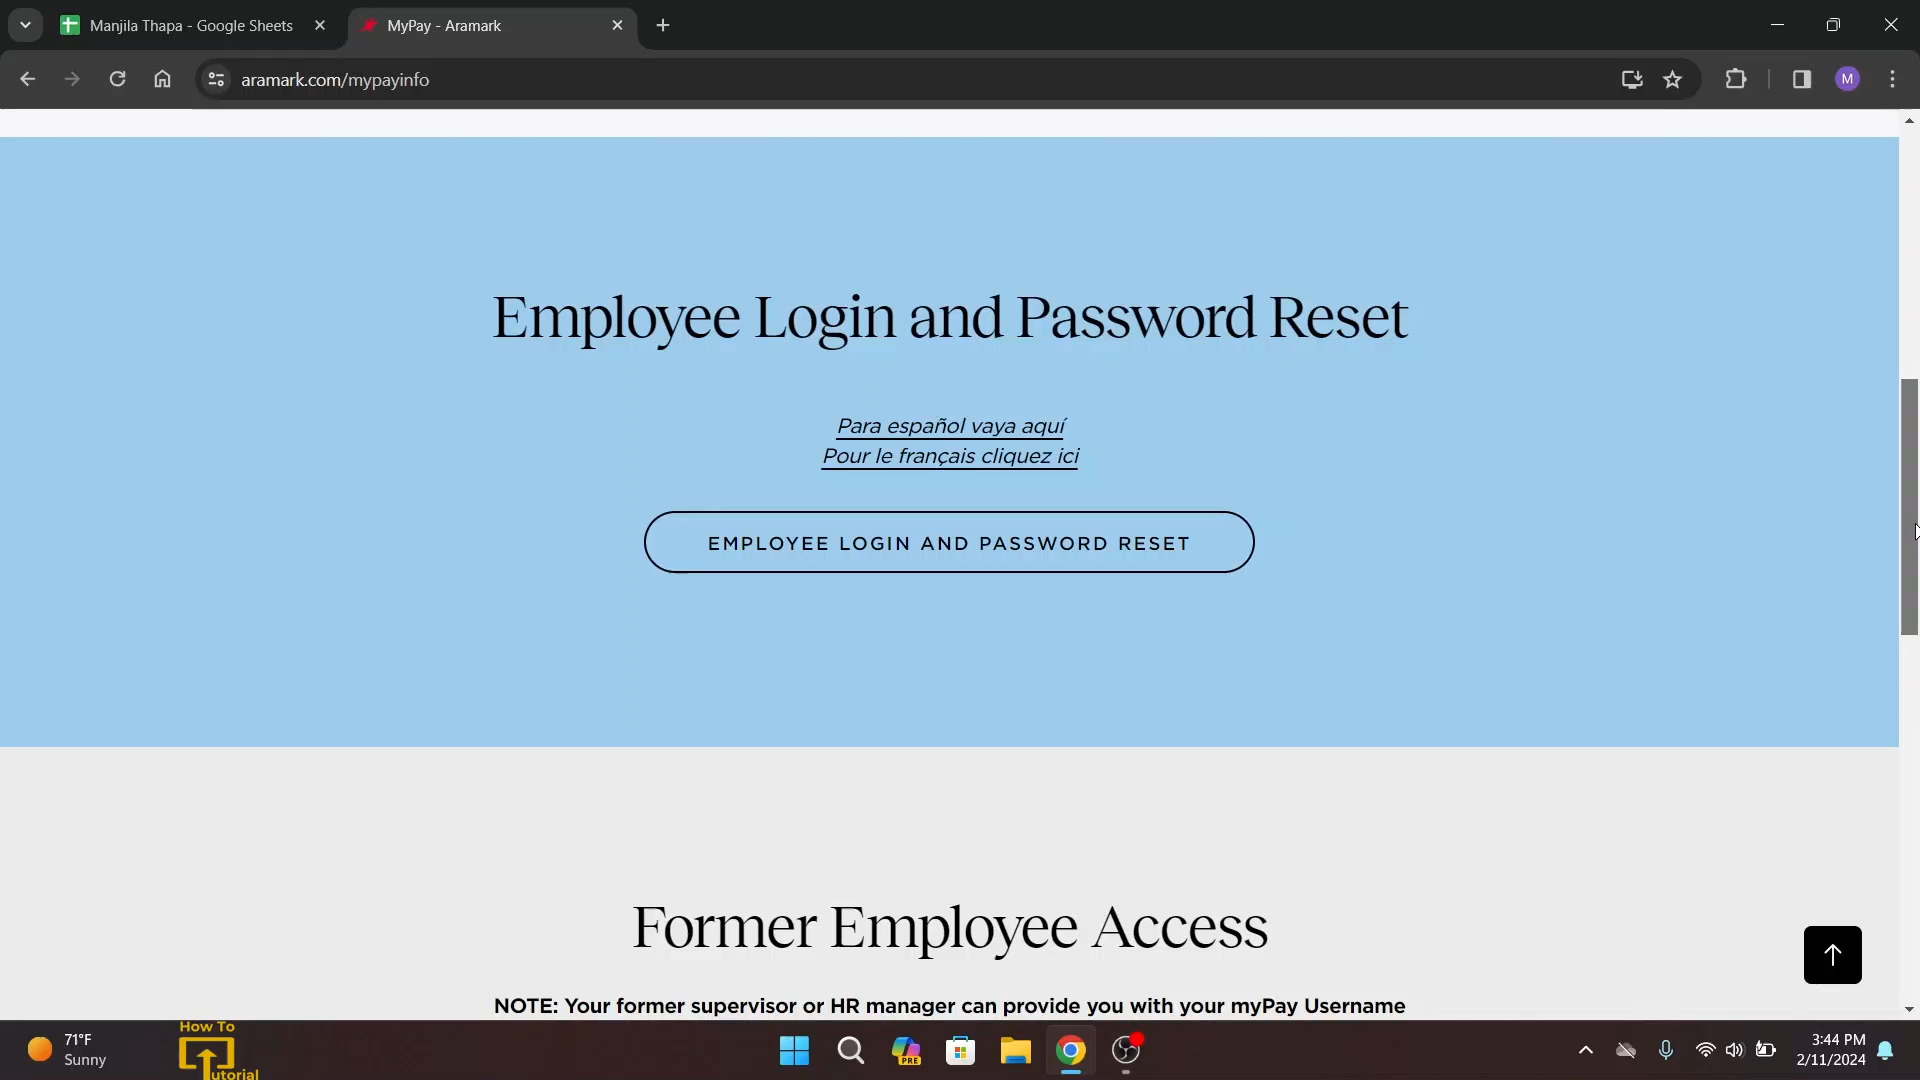 Manjila Thapa - Google Sheets
MyPay - Aramark
aramark.com/mypayinfo
M
Employee Login and Password Reset
Para español vaya aquí
Pour le français cliquez ici
EMPLOYEE LOGIN AND PASSWORD RESET
Former Employee Access
NOTE: Your former supervisor or HR manager can provide you with your myPay Username
71°F
Sunny
How To
utorial
PRE
3:44 PM
2/11/2024